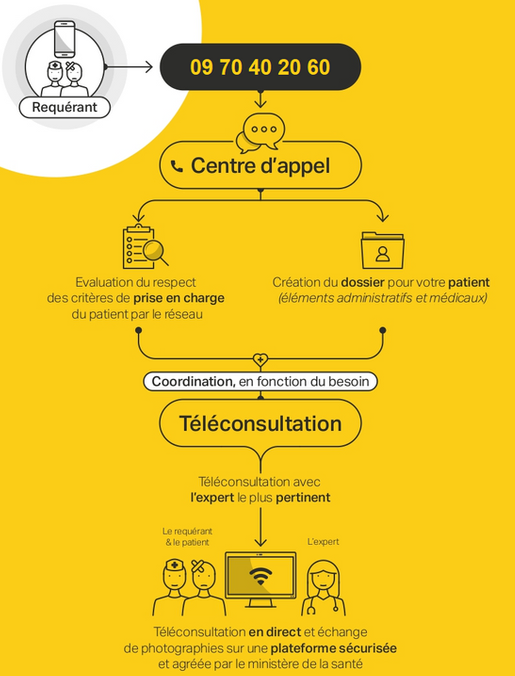 Requérant
09 70 40 20 60
Centre d’appel
Evaluation du respect
des critères de prise en charge
du patient par le réseau
Création du dossier pour votre patient
(éléments administratifs et médicaux)
Coordination, en fonction du besoin
Téléconsultation
Téléconsultation avec
l’expert le plus pertinent
Le requérant
& le patient
L’expert
Téléconsultation en direct et échange
de photographies sur une plateforme sécurisée
et agréée par le ministère de la santé